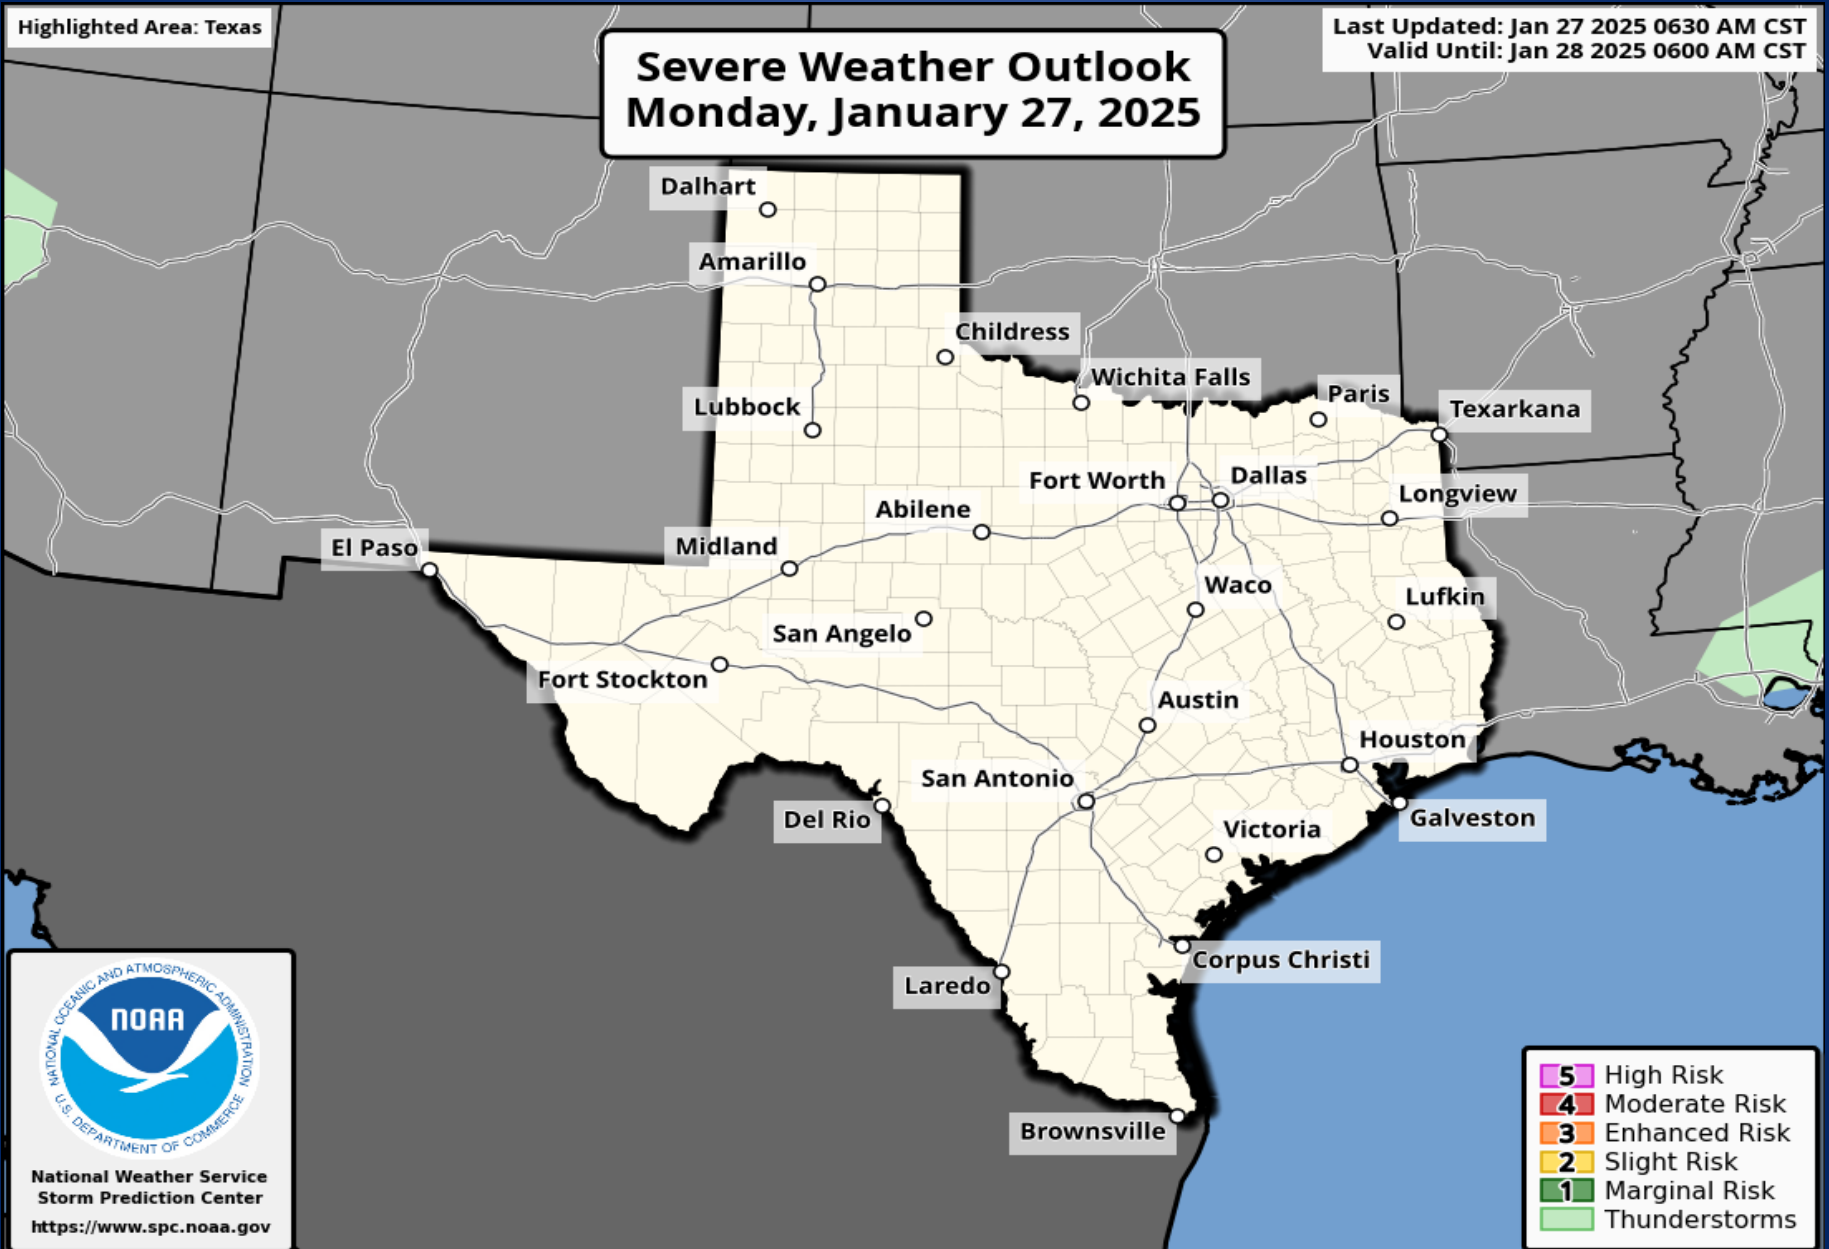 Highlighted Area: Texas
Severe Weather Outlook
Monday, January 27, 2025
Last Updated: Jan 27 2025 0630 AM CST
Valid Until: Jan 28 2025 0600 AM CST
Dalhart
Amarillo
Childress
Wichita Falls
Paris
Texarkana
Lubbock
Fort Worth
Dallas
Longview
Abilene
El Paso
Midland
Waco
Lufkin
San Angelo
Fort Stockton
Austin
Houston
San Antonio
Del Rio
Galveston
Victoria
Corpus Christi
Laredo
Brownsville
NATIONAL OCEANIC AND ATMOSPHERIC ADMINISTRATION
NOAA
U.S. DEPARTMENT OF COMMERCE
National Weather Service
Storm Prediction Center
https://www.spc.noaa.gov
5 High Risk
4 Moderate Risk
3 Enhanced Risk
2 Slight Risk
1 Marginal Risk
Thunderstorms